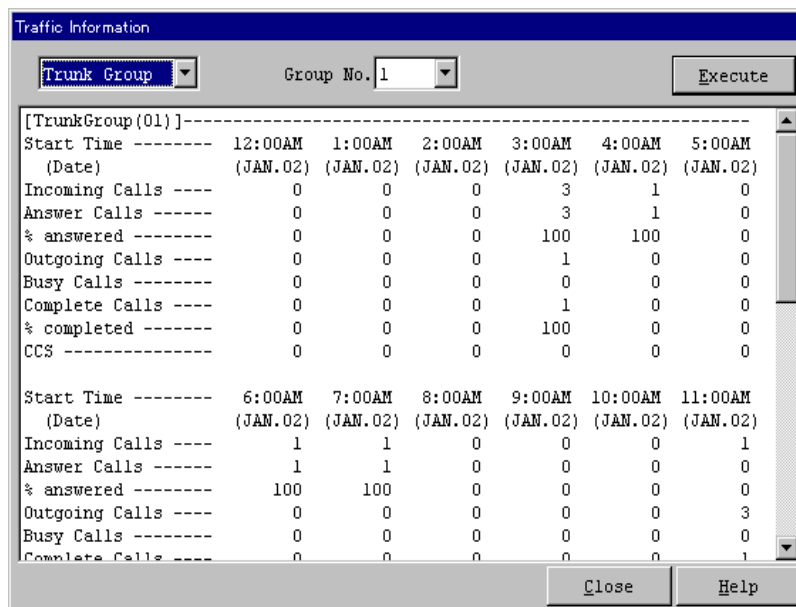 Traffic Information
Trunk Group Group No. 1 Execute
[TrunkGroup(01)]---------------------------------------------------------
Start Time -------- 12:00AM 1:00AM 2:00AM 3:00AM 4:00AM 5:00AM
(Date) (JAN.02) (JAN.02) (JAN.02) (JAN.02) (JAN.02) (JAN.02)
Incoming Calls ---- 0 0 0 3 1 0
Answer Calls ------ 0 0 0 3 1 0
% answered -------- 0 0 0 100 100 0
Outgoing Calls ---- 0 0 0 1 0 0
Busy Calls -------- 0 0 0 0 0 0
Complete Calls ---- 0 0 0 1 0 0
% completed ------- 0 0 0 100 0 0
CCS --------------- 0 0 0 0 0 0
Start Time -------- 6:00AM 7:00AM 8:00AM 9:00AM 10:00AM 11:00AM
(Date) (JAN.02) (JAN.02) (JAN.02) (JAN.02) (JAN.02) (JAN.02)
Incoming Calls ---- 1 1 0 0 0 1
Answer Calls ------ 1 1 0 0 0 0
% answered -------- 100 100 0 0 0 0
Outgoing Calls ---- 0 0 0 0 0 3
Busy Calls -------- 0 0 0 0 0 0
Complete Calls ---- 0 0 0 0 0 1
Close Help